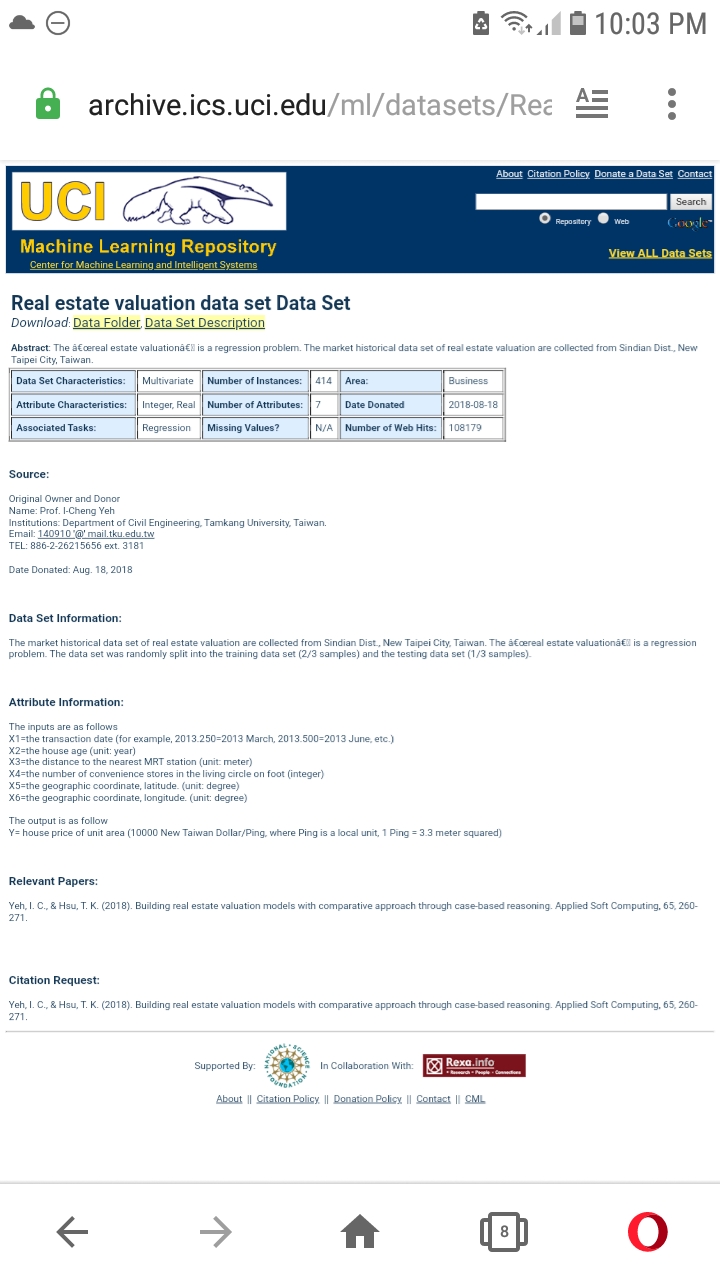 10:03 PM
archive.ics.uci.edu/ml/datasets/Rea
About Citation Policy Donate a Data Set Contact
UCI
Search
Repository Web Google™
Machine Learning Repository
View ALL Data Sets
Center for Machine Learning and Intelligent Systems
Real estate valuation data set Data Set
Download: Data Folder, Data Set Description
Abstract: The â€œreal estate valuationâ€ is a regression problem. The market historical data set of real estate valuation are collected from Sindian Dist., New
Taipei City, Taiwan.
Data Set Characteristics: Multivariate Number of Instances: 414 Area: Business
Attribute Characteristics: Integer, Real Number of Attributes: 7 Date Donated 2018-08-18
Associated Tasks: Regression Missing Values? N/A Number of Web Hits: 108179
Source:
Original Owner and Donor
Name: Prof. I-Cheng Yeh
Institutions: Department of Civil Engineering, Tamkang University, Taiwan.
Email: 140910 '@' mail.tku.edu.tw
TEL: 886-2-26215656 ext. 3181
Date Donated: Aug. 18, 2018
Data Set Information:
The market historical data set of real estate valuation are collected from Sindian Dist., New Taipei City, Taiwan. The â€œreal estate valuationâ€ is a regression
problem. The data set was randomly split into the training data set (2/3 samples) and the testing data set (1/3 samples).
Attribute Information:
The inputs are as follows
X1=the transaction date (for example, 2013.250=2013 March, 2013.500=2013 June, etc.)
X2=the house age (unit: year)
X3=the distance to the nearest MRT station (unit: meter)
X4=the number of convenience stores in the living circle on foot (integer)
X5=the geographic coordinate, latitude. (unit: degree)
X6=the geographic coordinate, longitude. (unit: degree)
The output is as follow
Y= house price of unit area (10000 New Taiwan Dollar/Ping, where Ping is a local unit, 1 Ping = 3.3 meter squared)
Relevant Papers:
Yeh, I. C., & Hsu, T. K. (2018). Building real estate valuation models with comparative approach through case-based reasoning. Applied Soft Computing, 65, 260-
271.
Citation Request:
Yeh, I. C., & Hsu, T. K. (2018). Building real estate valuation models with comparative approach through case-based reasoning. Applied Soft Computing, 65, 260-
271.
Supported By: NATIONAL SCIENCE FOUNDATION In Collaboration With: Rexa.info
• Research • People • Connections
About || Citation Policy || Donation Policy || Contact || CML
8